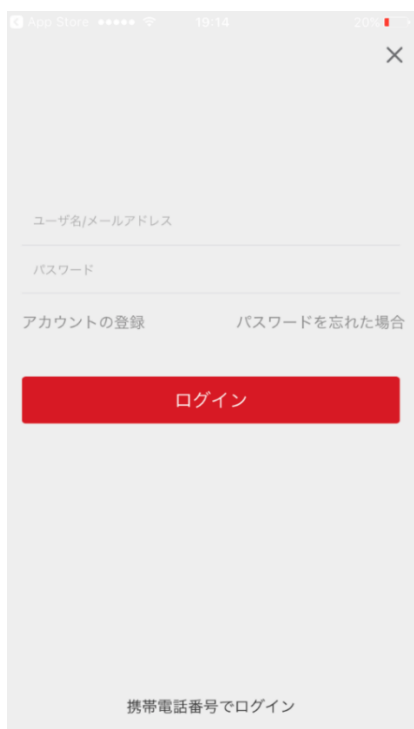 App Store 19:14 20%
ユーザ名/メールアドレス
パスワード
アカウントの登録 パスワードを忘れた場合
ログイン
携帯電話番号でログイン